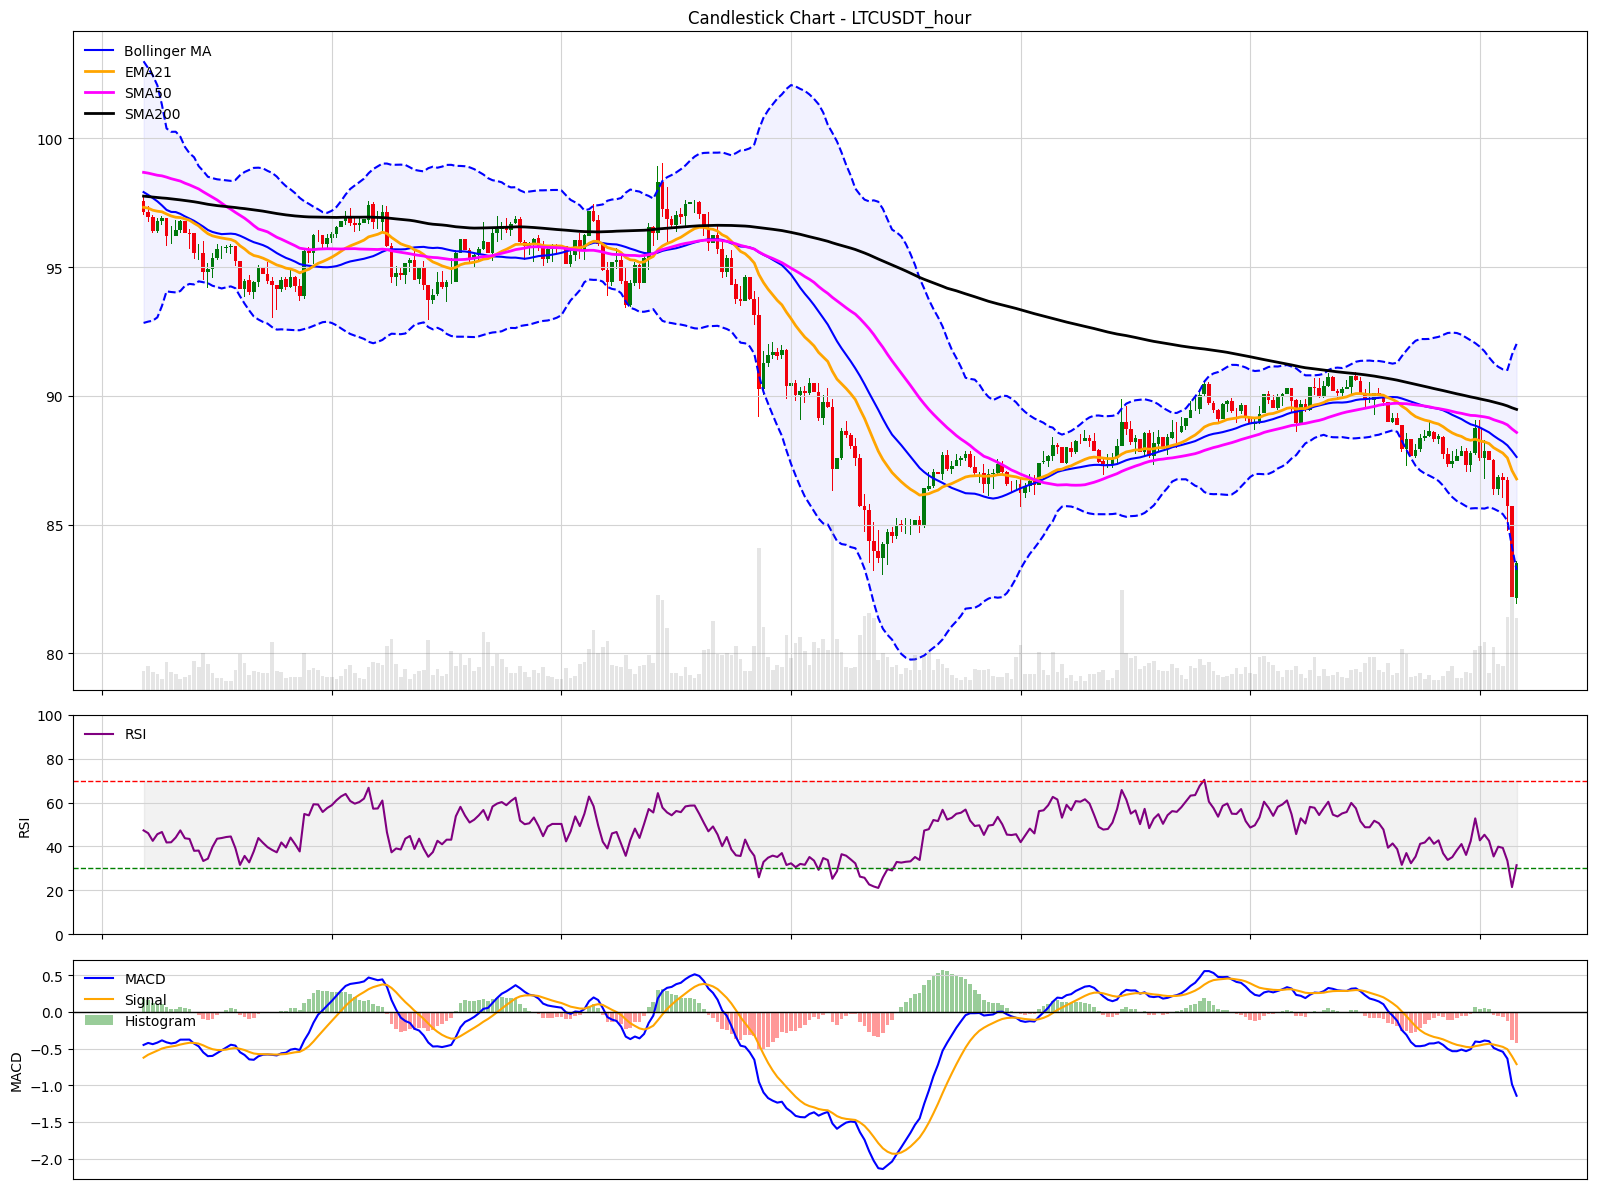 Candlestick Chart - LTCUSDT_hour
Bollinger MA
EMA21
SMA50
SMA200
100
95
90
85
80
RSI
100
80
60
40
20
0
RSI
MACD
Signal
Histogram
0.5
0.0
−0.5
−1.0
−1.5
−2.0
MACD